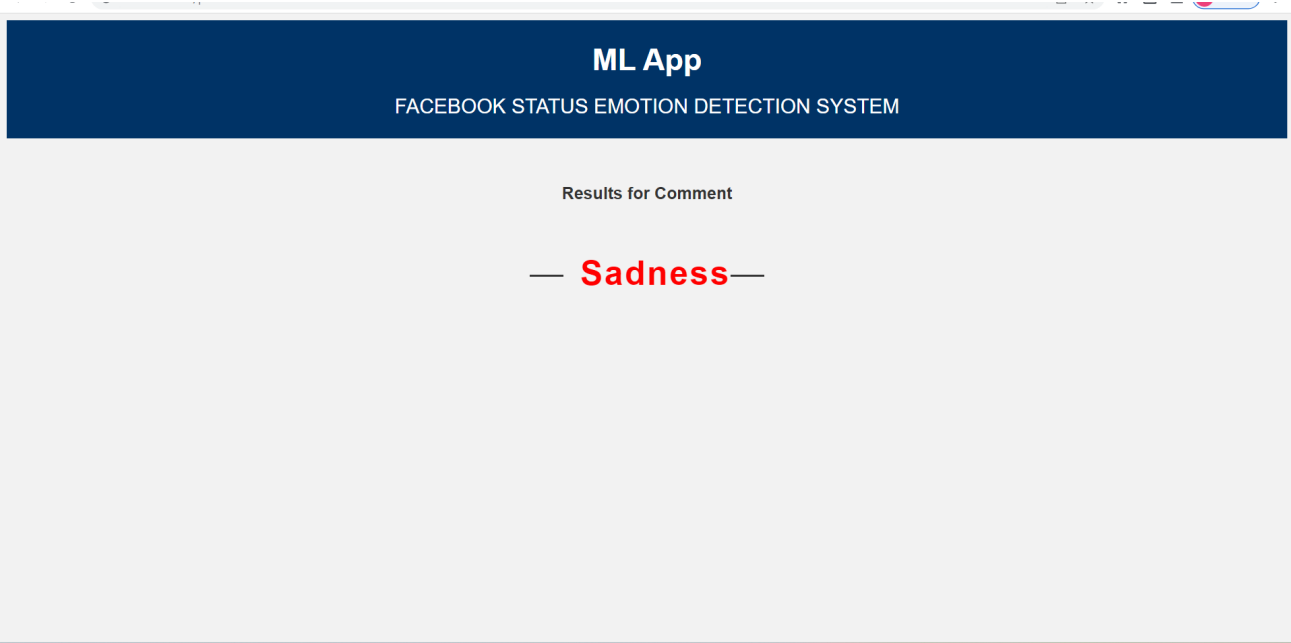 ML App
FACEBOOK STATUS EMOTION DETECTION SYSTEM
Results for Comment
— Sadness—